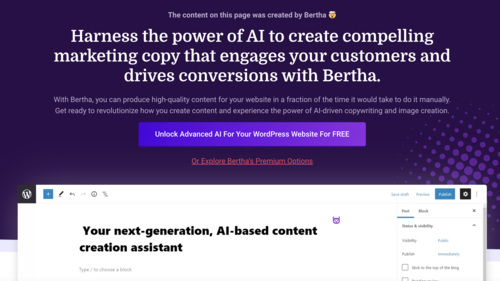 The content on this page was created by Bertha 🤯
Harness the power of AI to create compelling
marketing copy that engages your customers and
drives conversions with Bertha.
With Bertha, you can produce high-quality content for your website in a fraction of the time it would take to do it manually.
Get ready to revolutionize how you create content and experience the power of AI-driven copywriting and image creation.
Unlock Advanced AI For Your WordPress Website For FREE
Or Explore Bertha's Premium Options
Save draft Preview Publish
Post Block
Your next-generation, AI-based content
creation assistant
Type / to choose a block
Status & visibility
Visibility Public
Publish Immediately
Stick to the top of the blog